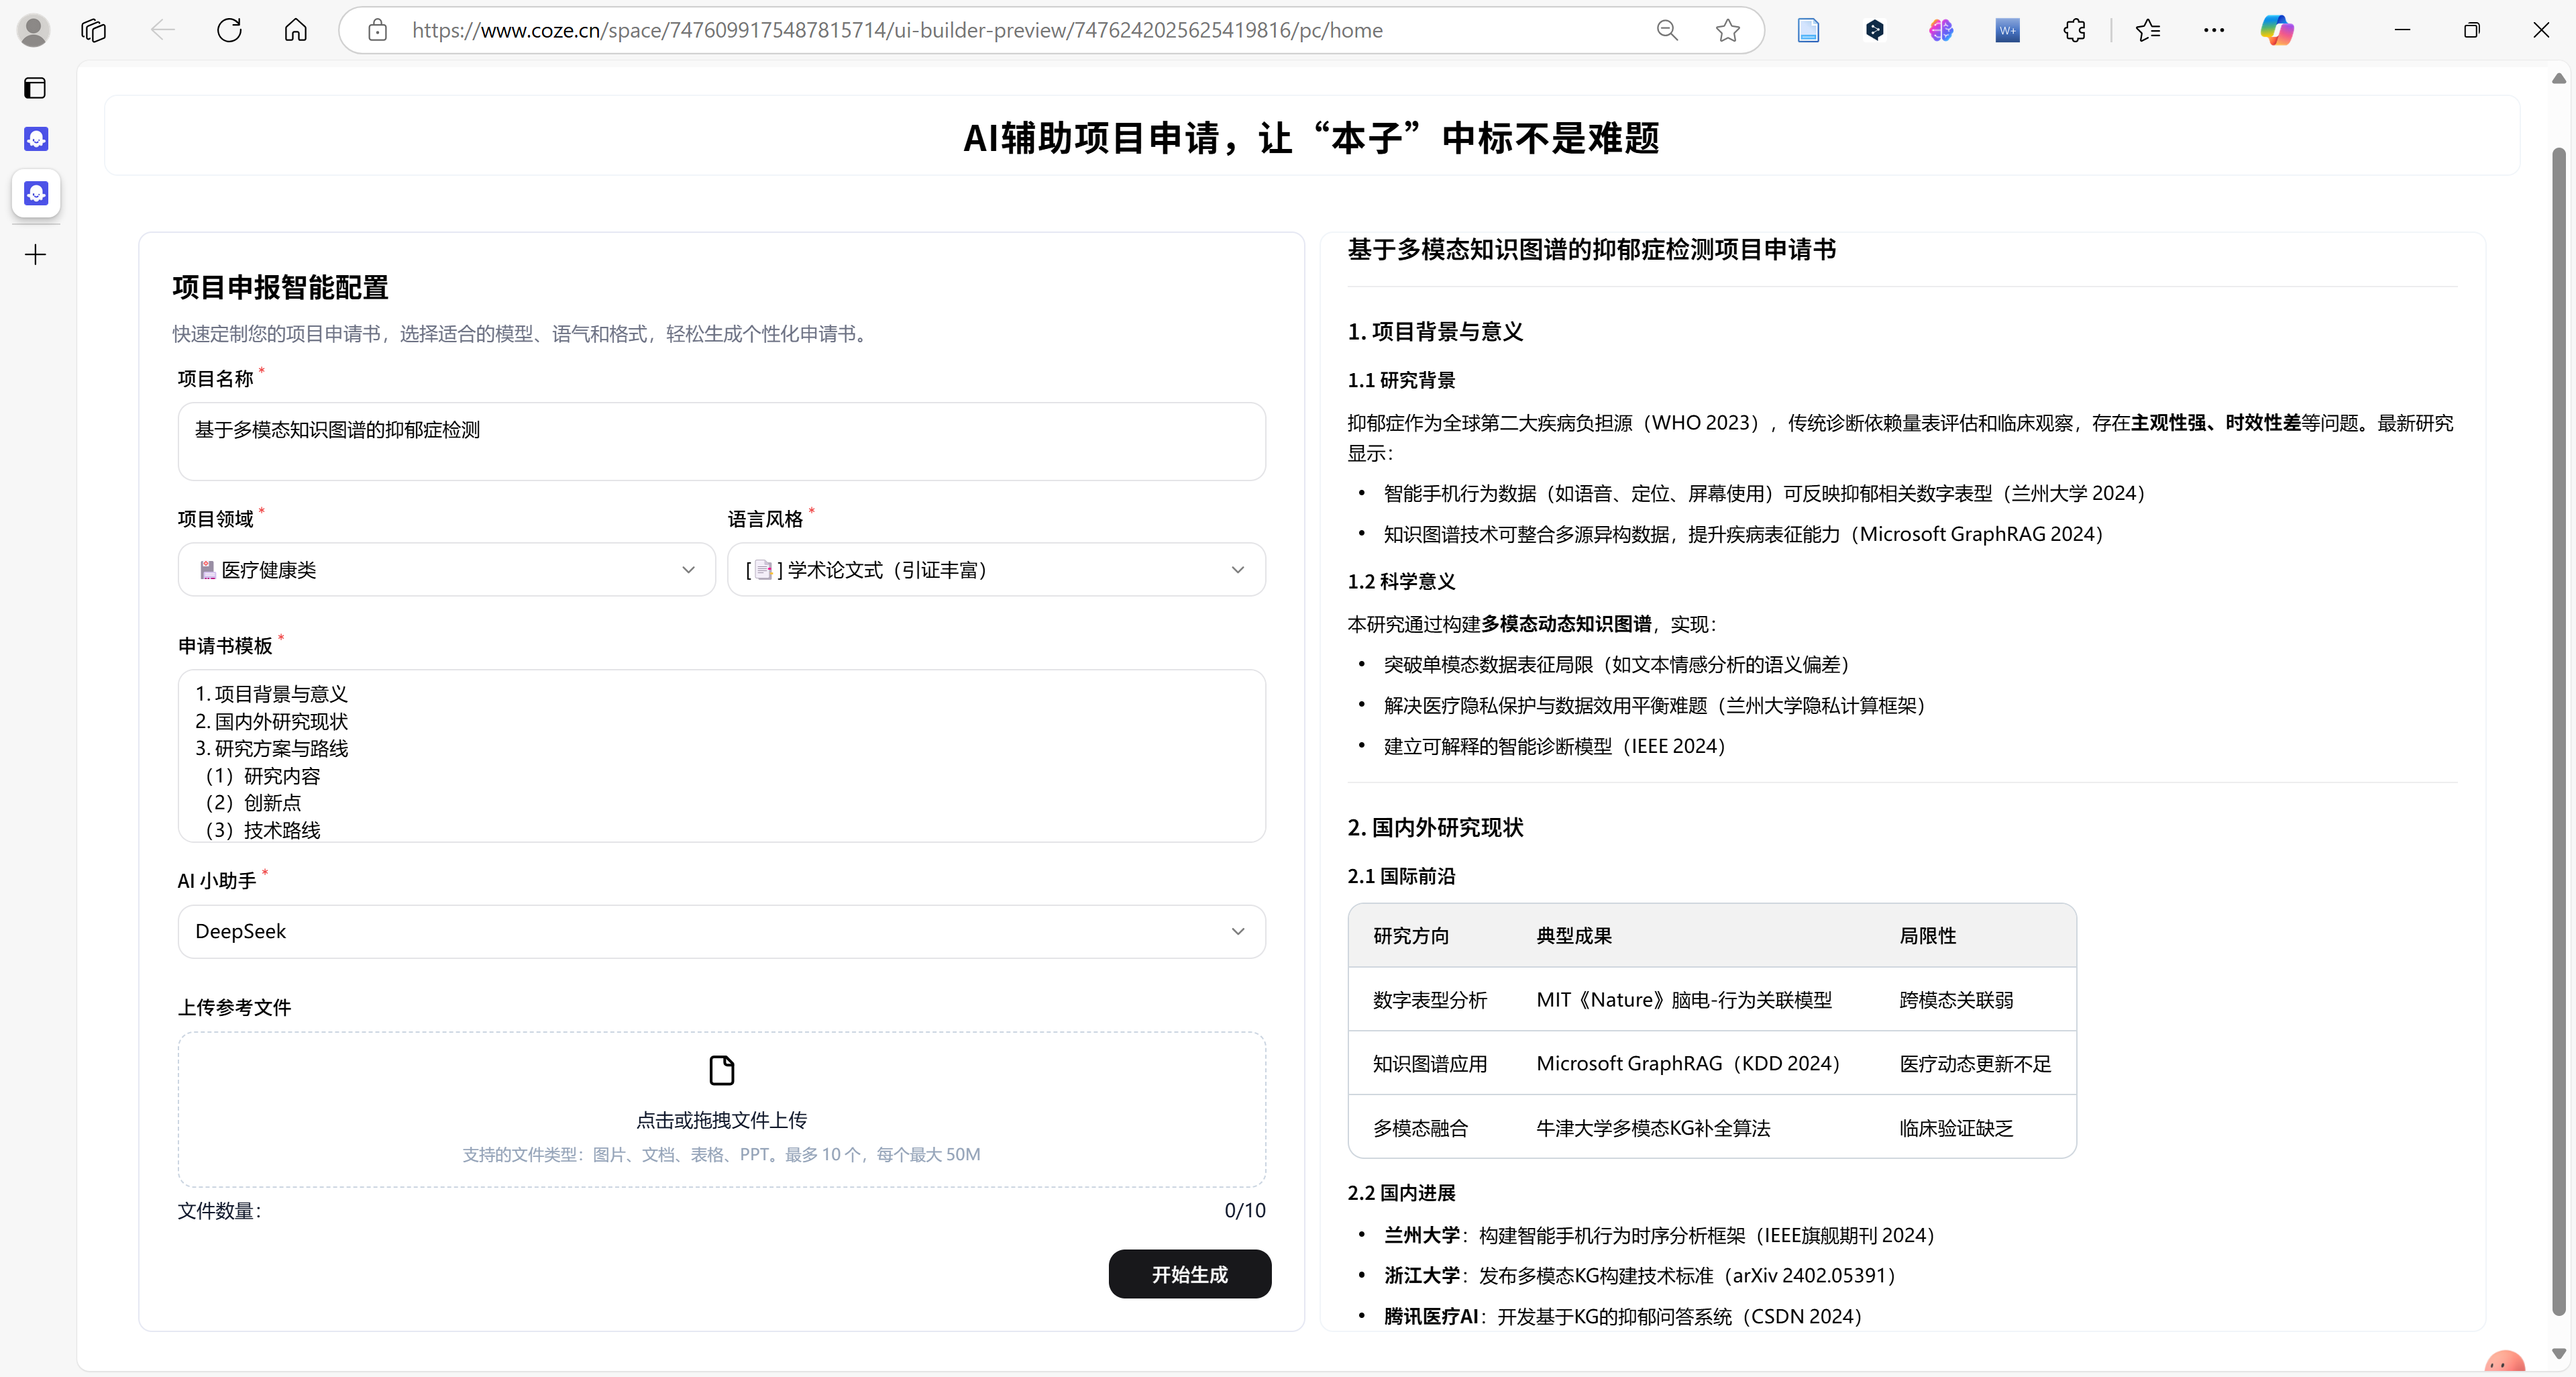 https://www.coze.cn/space/7476099175487815714/ui-builder-preview/7476242025625419816/pc/home
W+
AI辅助项目申请，让“本子”中标不是难题
项目申报智能配置
快速定制您的项目申请书，选择适合的模型、语气和格式，轻松生成个性化申请书。
项目名称 *
基于多模态知识图谱的抑郁症检测
项目领域 *
语言风格 *
医疗健康类
[📑] 学术论文式（引证丰富）
申请书模板 *
1. 项目背景与意义
2. 国内外研究现状
3. 研究方案与路线
（1）研究内容
（2）创新点
（3）技术路线
AI 小助手 *
DeepSeek
上传参考文件
点击或拖拽文件上传
支持的文件类型：图片、文档、表格、PPT。最多 10 个，每个最大 50M
文件数量：
0/10
开始生成
基于多模态知识图谱的抑郁症检测项目申请书
1. 项目背景与意义
1.1 研究背景
抑郁症作为全球第二大疾病负担源（WHO 2023），传统诊断依赖量表评估和临床观察，存在主观性强、时效性差等问题。最新研究
显示：
• 智能手机行为数据（如语音、定位、屏幕使用）可反映抑郁相关数字表型（兰州大学 2024）
• 知识图谱技术可整合多源异构数据，提升疾病表征能力（Microsoft GraphRAG 2024）
1.2 科学意义
本研究通过构建多模态动态知识图谱，实现：
• 突破单模态数据表征局限（如文本情感分析的语义偏差）
• 解决医疗隐私保护与数据效用平衡难题（兰州大学隐私计算框架）
• 建立可解释的智能诊断模型（IEEE 2024）
2. 国内外研究现状
2.1 国际前沿
研究方向 典型成果 局限性
数字表型分析 MIT《Nature》脑电-行为关联模型 跨模态关联弱
知识图谱应用 Microsoft GraphRAG（KDD 2024） 医疗动态更新不足
多模态融合 牛津大学多模态KG补全算法 临床验证缺乏
2.2 国内进展
• 兰州大学：构建智能手机行为时序分析框架（IEEE旗舰期刊 2024）
• 浙江大学：发布多模态KG构建技术标准（arXiv 2402.05391）
• 腾讯医疗AI：开发基于KG的抑郁问答系统（CSDN 2024）